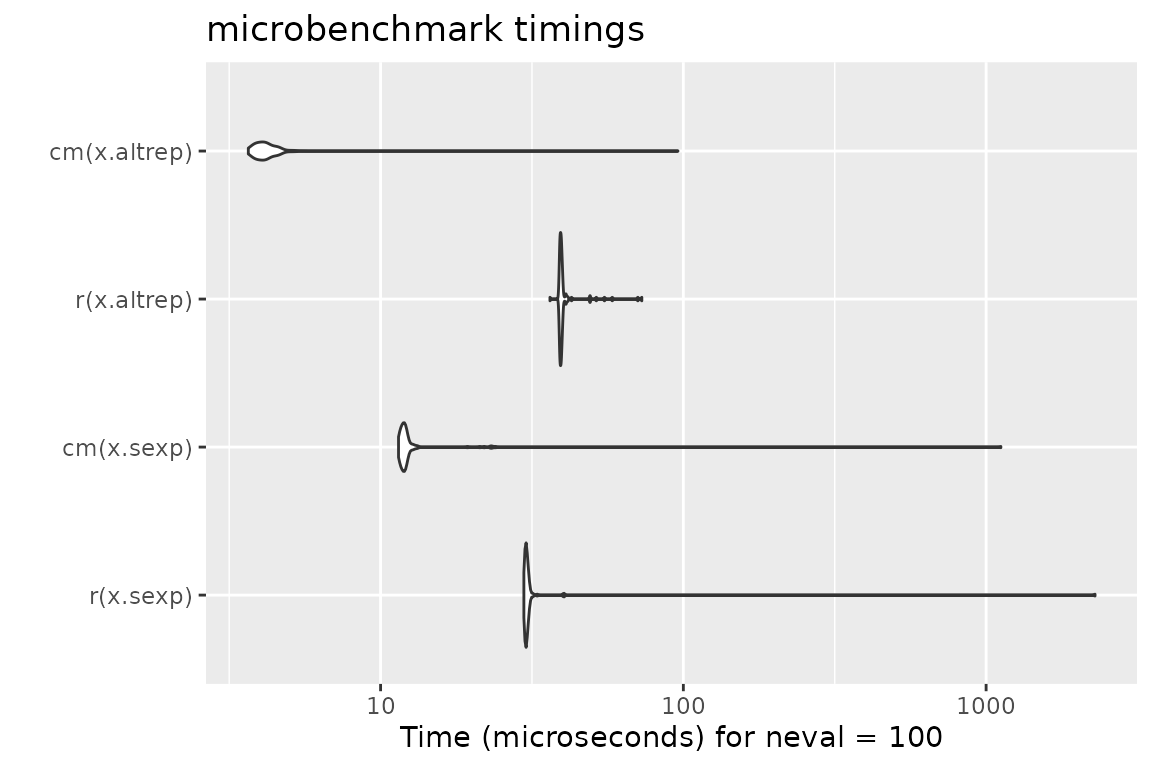 microbenchmark timings
cm(x.altrep)
r(x.altrep)
cm(x.sexp)
r(x.sexp)
10 100 1000
Time (microseconds) for neval = 100